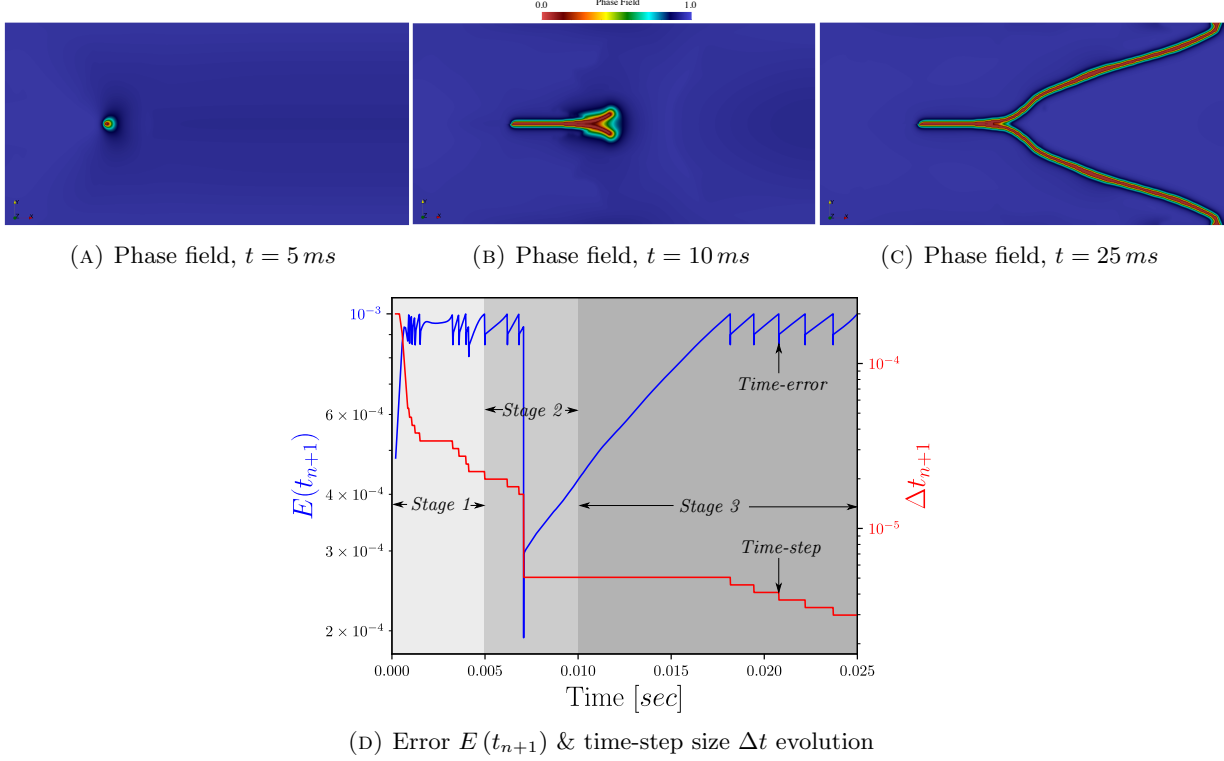 Phase Field
0.0 1.0
(A) Phase field, t = 5 ms
(B) Phase field, t = 10 ms
(C) Phase field, t = 25 ms
10⁻³
6 × 10⁻⁴
4 × 10⁻⁴
3 × 10⁻⁴
2 × 10⁻⁴
E(tₙ₊₁)
Time-error
Stage 2
Stage 1
Stage 3
Time-step
10⁻⁴
10⁻⁵
Δtₙ₊₁
0.000 0.005 0.010 0.015 0.020 0.025
Time [sec]
(D) Error E (tₙ₊₁) & time-step size Δt evolution